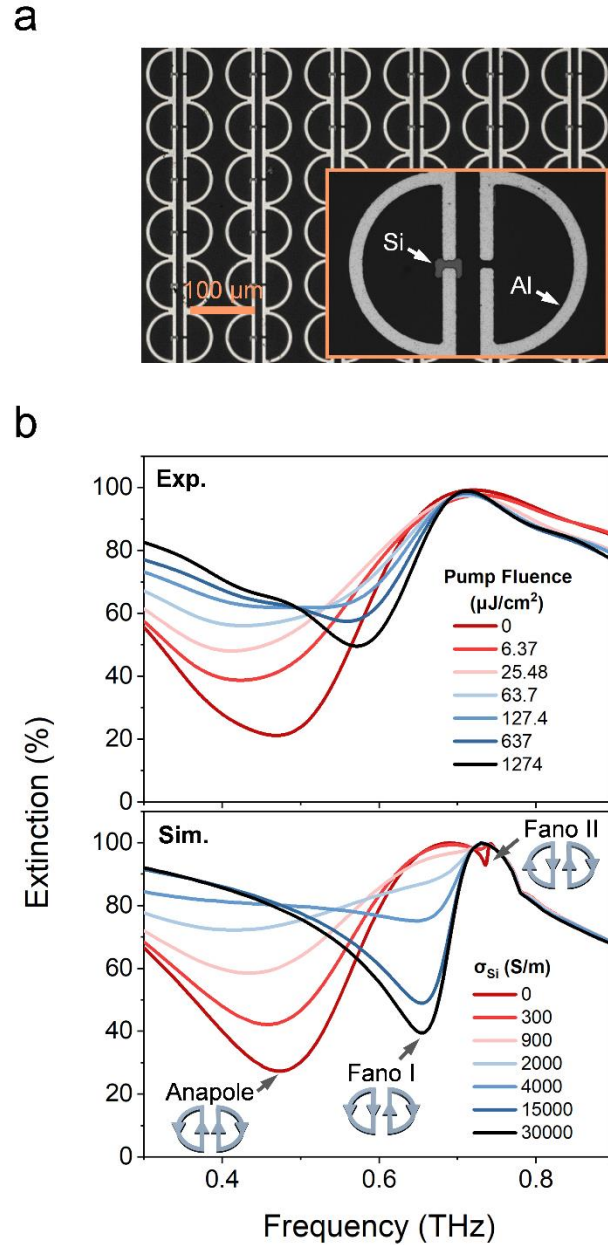 a
Si
Al
100 μm
b
Exp.
Pump Fluence
(μJ/cm²)
0
6.37
25.48
63.7
127.4
637
1274
100
80
60
40
20
0
Sim.
Fano II
σSi (S/m)
0
300
900
2000
4000
15000
30000
Anapole
Fano I
100
80
60
40
20
0
Extinction (%)
0.4
0.6
0.8
Frequency (THz)